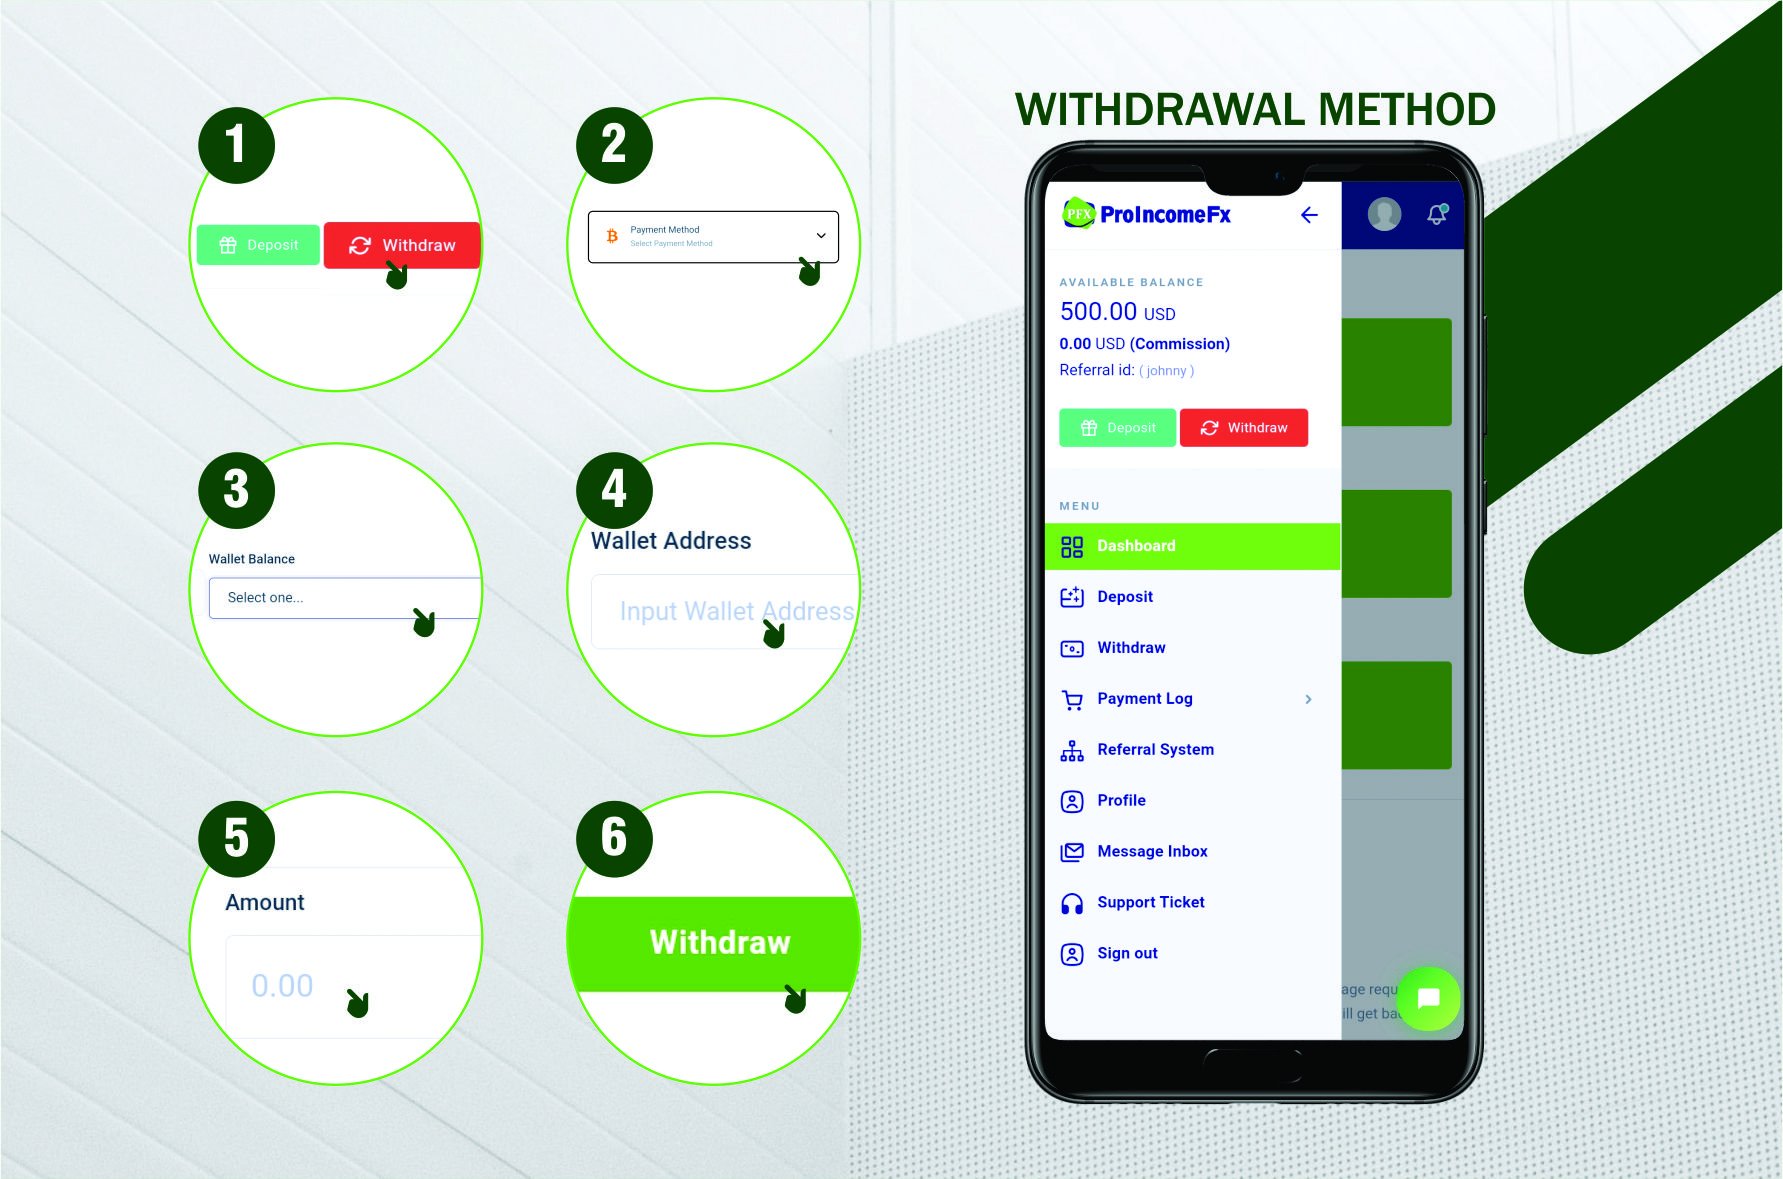 WITHDRAWAL METHOD
1
Deposit
Withdraw
2
Payment Method
Select Payment Method
3
Wallet Balance
Select one...
4
Wallet Address
Input Wallet Address
5
Amount
0.00
6
Withdraw
PFX ProIncomeFx
AVAILABLE BALANCE
500.00 USD
0.00 USD (Commission)
Referral id: ( johnny )
Deposit
Withdraw
MENU
Dashboard
Deposit
Withdraw
Payment Log
Referral System
Profile
Message Inbox
Support Ticket
Sign out
age requ
ill get ba